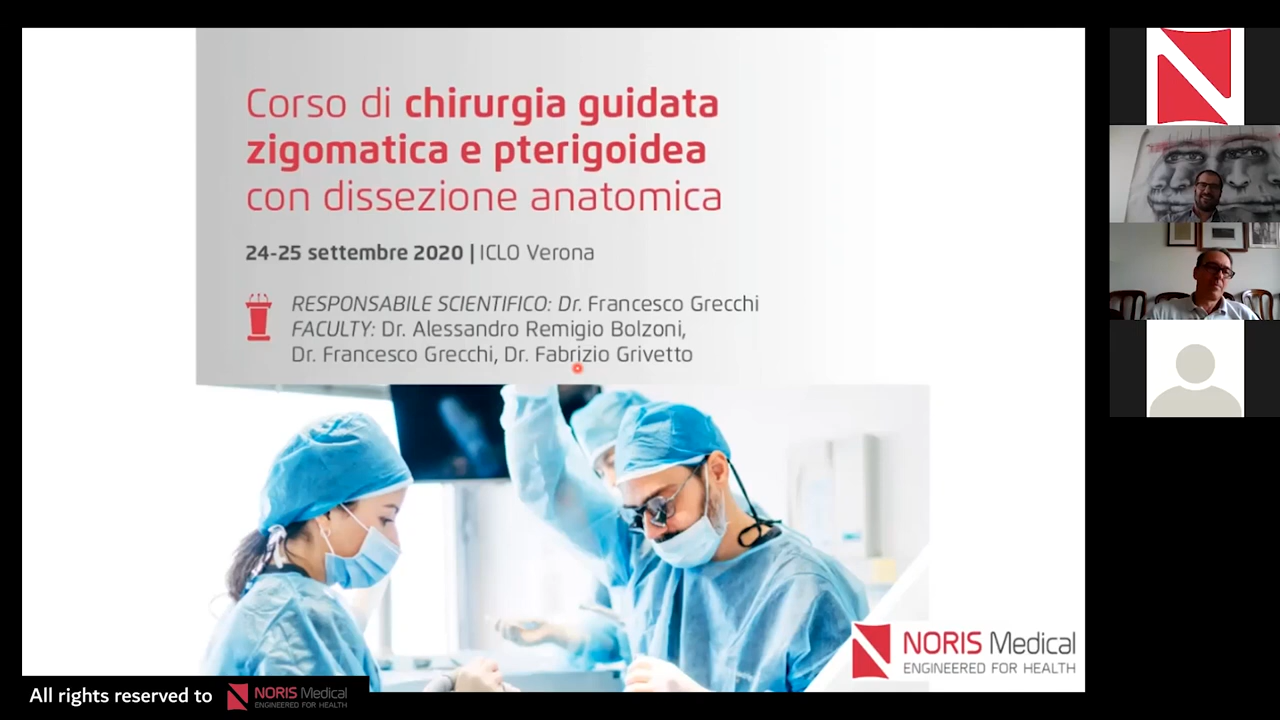 Corso di chirurgia guidata
zigomatica e pterigoidea
con dissezione anatomica
24-25 settembre 2020 | ICLO Verona
RESPONSABILE SCIENTIFICO: Dr. Francesco Grecchi
FACULTY: Dr. Alessandro Remigio Bolzoni,
Dr. Francesco Grecchi, Dr. Fabrizio Grivetto
NORIS Medical
ENGINEERED FOR HEALTH
All rights reserved to
NORIS Medical
ENGINEERED FOR HEALTH